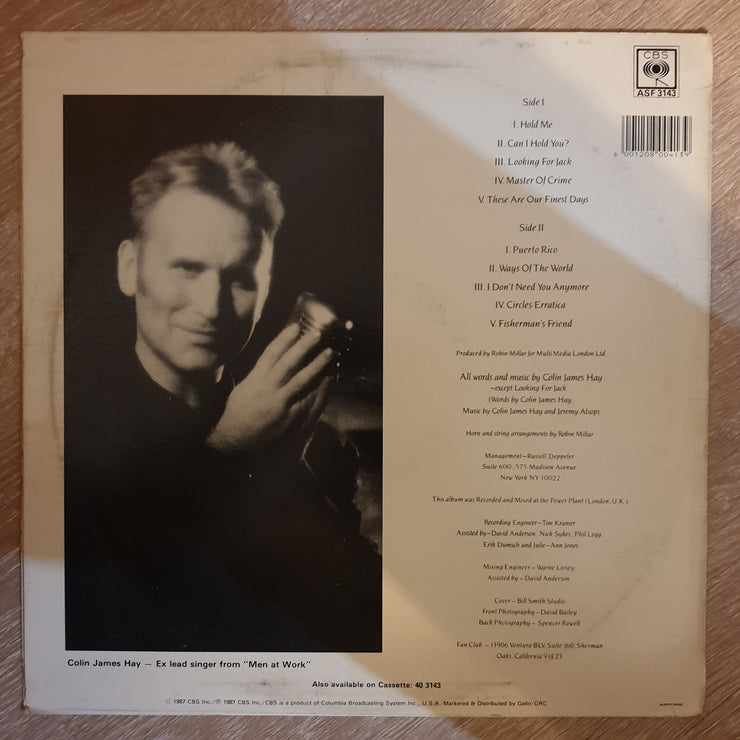 CBS
ASF 3143
6 001208 004139
Side I
I. Hold Me
II. Can I Hold You?
III. Looking For Jack
IV. Master Of Crime
V. These Are Our Finest Days
Side II
I. Puerto Rico
II. Ways Of The World
III. I Don't Need You Anymore
IV. Circles Erratica
V. Fisherman's Friend
Produced by Robin Millar for Multi Media London Ltd
All words and music by Colin James Hay
—except Looking For Jack
(Words by Colin James Hay,
Music by Colin James Hay and Jeremy Alsop)
Horn and string arrangements by Robin Millar
Management—Russell Deppeler,
Suite 600, 575 Madison Avenue,
New York NY 10022
This album was Recorded and Mixed at the Power Plant (London, U.K.)
Recording Engineer—Tim Kramer
Assisted by—David Anderson, Nick Sykes, Phil Legg,
Erik Dumsch and Julie-Ann Jones
Mixing Engineer—Warne Livsey
Assisted by — David Anderson
Cover—Bill Smith Studio
Front Photography—David Bailey
Back Photography — Spencer Rowell
Fan Club — 13906 Ventura BLV, Suite 160, Sherman
Oaks, California 91423.
Colin James Hay — Ex lead singer from "Men at Work"
Also available on Cassette: 40 3143
© 1987 CBS Inc./℗ 1987 CBS Inc./CBS is a product of Columbia Broadcasting System Inc., U.S.A. Marketed & Distributed by Gallo/GRC
ARTONE